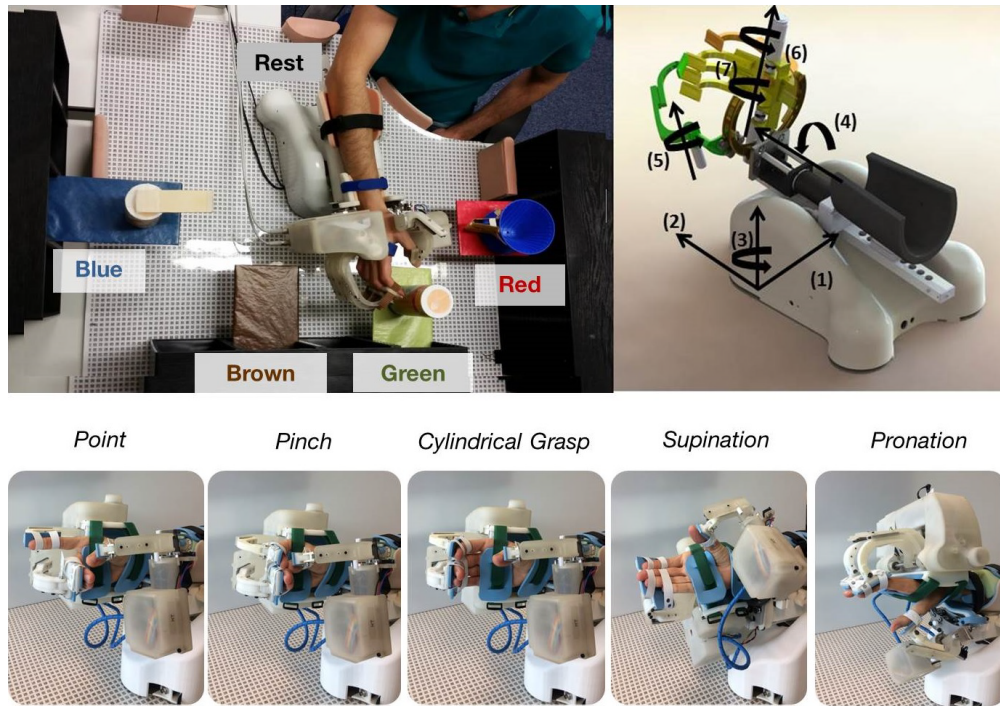 Rest
Blue
Red
Brown
Green
(6)
(7)
(4)
(5)
(2)
(3)
(1)
Point
Pinch
Cylindrical Grasp
Supination
Pronation